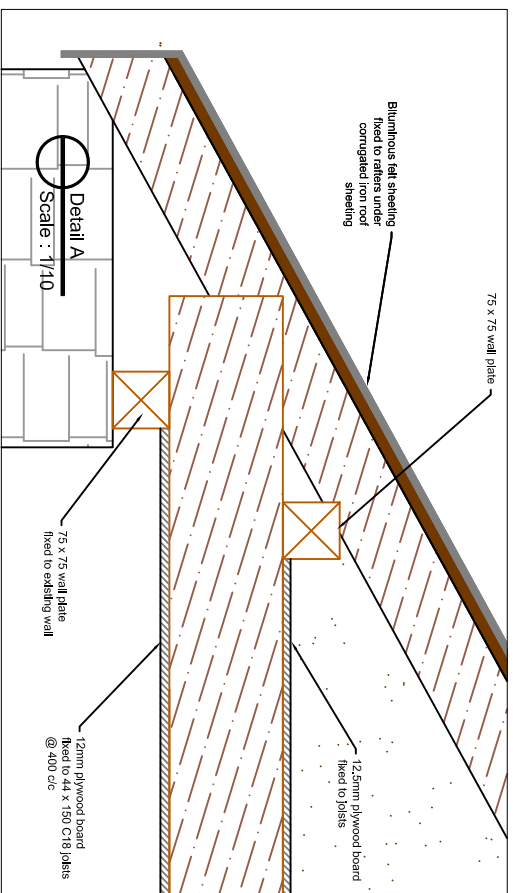 75 x 75 wall plate
Bituminous felt sheeting
fixed to rafters under
corrugated iron roof
sheeting
12,5mm plywood board
fixed to joists
Detail A
Scale : 1/10
75 x 75 wall plate
fixed to existing wall
12mm plywood board
fixed to 44 x 150 C18 joists
@ 400 c/c